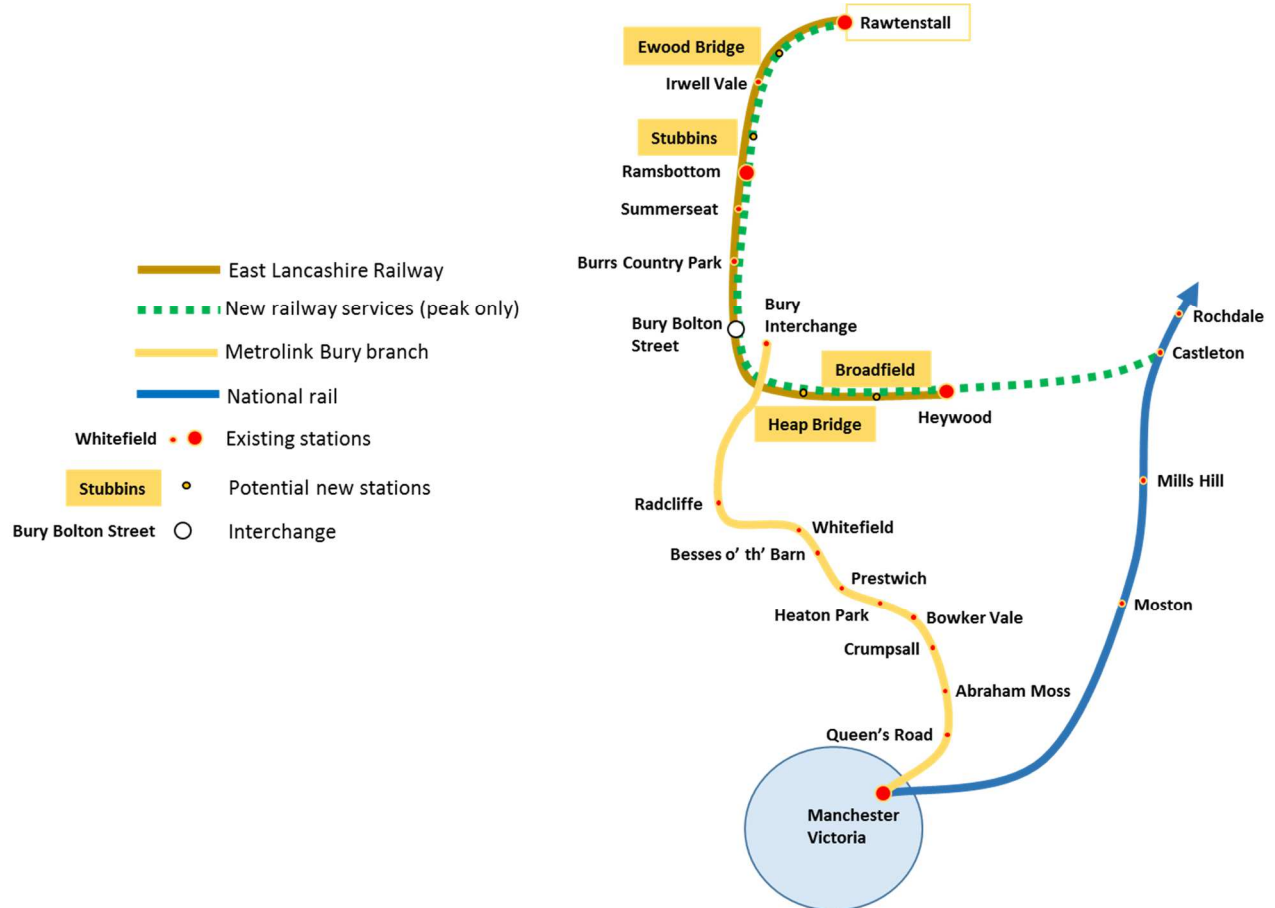 Rawtenstall
Ewood Bridge
Irwell Vale
Stubbins
Ramsbottom
Summerseat
Burrs Country Park
Bury Bolton
Street
Bury
Interchange
Broadfield
Heap Bridge
Heywood
Rochdale
Castleton
Mills Hill
Moston
Radcliffe
Whitefield
Besses o’ th’ Barn
Prestwich
Heaton Park
Bowker Vale
Crumpsall
Abraham Moss
Queen’s Road
Manchester
Victoria
East Lancashire Railway
New railway services (peak only)
Metrolink Bury branch
National rail
Whitefield Existing stations
Stubbins Potential new stations
Bury Bolton Street Interchange